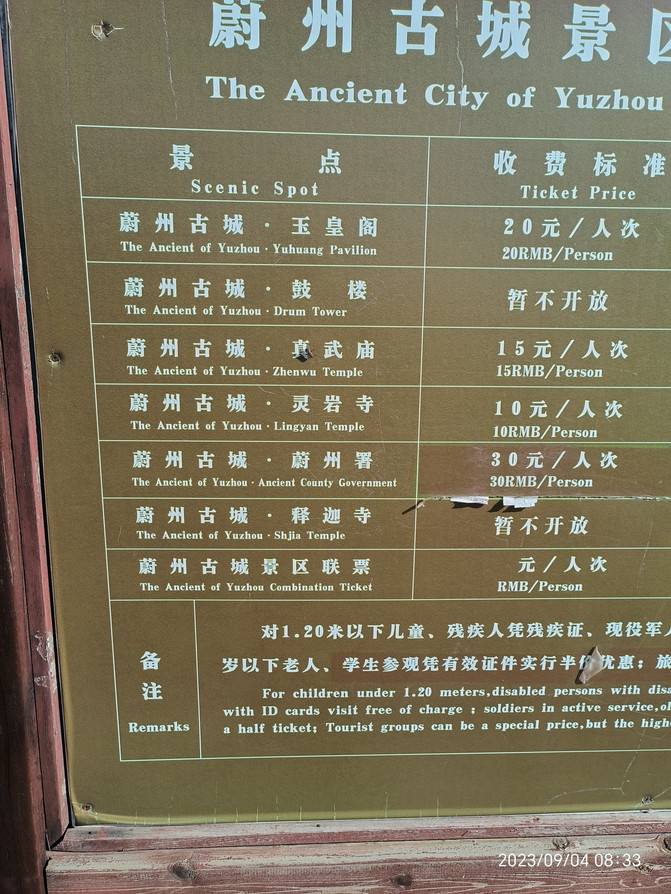 蔚州古城景区
The Ancient City of Yuzhou
景点 收费标准
Scenic Spot Ticket Price
蔚州古城·玉皇阁 20元/人次
The Ancient of Yuzhou·Yuhuang Pavilion 20RMB/Person
蔚州古城·鼓楼 暂不开放
The Ancient of Yuzhou·Drum Tower
蔚州古城·真武庙 15元/人次
The Ancient of Yuzhou·Zhenwu Temple 15RMB/Person
蔚州古城·灵岩寺 10元/人次
The Ancient of Yuzhou·Lingyan Temple 10RMB/Person
蔚州古城·蔚州署 30元/人次
The Ancient of Yuzhou·Ancient County Government 30RMB/Person
蔚州古城·释迦寺 暂不开放
The Ancient of Yuzhou·Shjia Temple
蔚州古城景区联票 元/人次
The Ancient of Yuzhou Combination Ticket RMB/Person
备注
Remarks
对1.20米以下儿童、残疾人凭残疾证、现役军人
岁以下老人、学生参观凭有效证件实行半价优惠；旅
For children under 1.20 meters,disabled persons with disa
with ID cards visit free of charge ; soldiers in active service,ol
a half ticket; Tourist groups can be a special price,but the high
2023/09/04 08:33